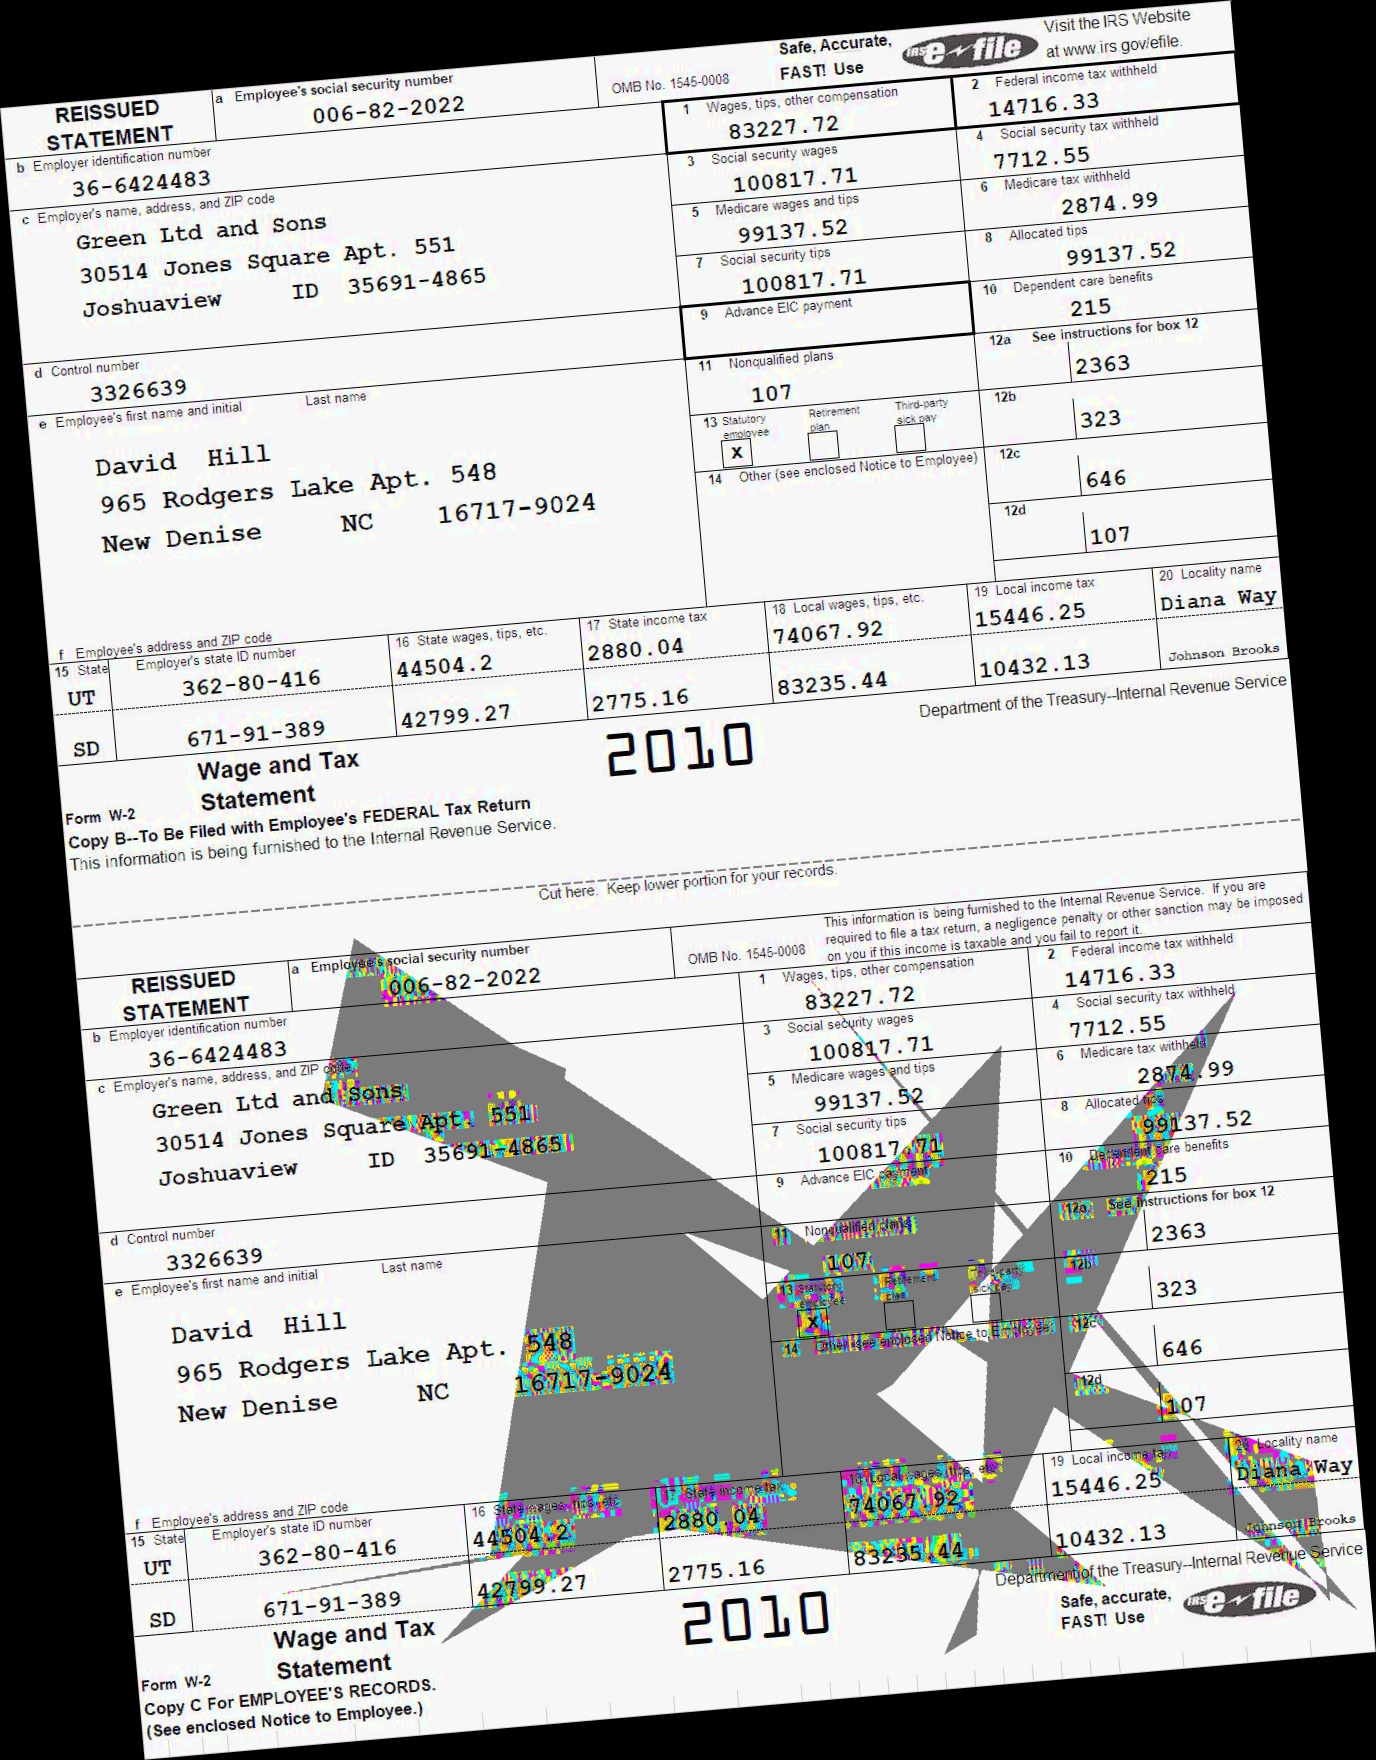 Safe, Accurate, FAST! Use IRS e-file Visit the IRS Website at www.irs.gov/efile.
REISSUED STATEMENT
a Employee's social security number
006-82-2022
OMB No. 1545-0008
1 Wages, tips, other compensation
83227.72
2 Federal income tax withheld
14716.33
b Employer identification number
36-6424483
3 Social security wages
100817.71
4 Social security tax withheld
7712.55
c Employer's name, address, and ZIP code
Green Ltd and Sons
30514 Jones Square Apt. 551
Joshuaview ID 35691-4865
5 Medicare wages and tips
99137.52
6 Medicare tax withheld
2874.99
7 Social security tips
100817.71
8 Allocated tips
99137.52
9 Advance EIC payment
10 Dependent care benefits
215
d Control number
3326639
11 Nonqualified plans
107
12a See instructions for box 12
2363
e Employee's first name and initial Last name
David Hill
965 Rodgers Lake Apt. 548
New Denise NC 16717-9024
13 Statutory employee Retirement plan Third-party sick pay
X
12b
323
14 Other (see enclosed Notice to Employee)
12c
646
12d
107
f Employee's address and ZIP code
15 State Employer's state ID number 16 State wages, tips, etc. 17 State income tax 18 Local wages, tips, etc. 19 Local income tax 20 Locality name
UT 362-80-416 44504.2 2880.04 74067.92 15446.25 Diana Way
SD 671-91-389 42799.27 2775.16 83235.44 10432.13 Johnson Brooks
Form W-2 Wage and Tax Statement 2010 Department of the Treasury--Internal Revenue Service
Copy B--To Be Filed with Employee's FEDERAL Tax Return
This information is being furnished to the Internal Revenue Service.
Cut here. Keep lower portion for your records.
This information is being furnished to the Internal Revenue Service. If you are
required to file a tax return, a negligence penalty or other sanction may be imposed
on you if this income is taxable and you fail to report it.
REISSUED STATEMENT
a Employee's social security number
006-82-2022
OMB No. 1545-0008
1 Wages, tips, other compensation
83227.72
2 Federal income tax withheld
14716.33
b Employer identification number
36-6424483
3 Social security wages
100817.71
4 Social security tax withheld
7712.55
c Employer's name, address, and ZIP code
Green Ltd and Sons
30514 Jones Square Apt. 551
Joshuaview ID 35691-4865
5 Medicare wages and tips
99137.52
6 Medicare tax withheld
2874.99
7 Social security tips
100817.71
8 Allocated tips
99137.52
9 Advance EIC payment
10 Dependent care benefits
215
d Control number
3326639
11 Nonqualified plans
107
12a See instructions for box 12
2363
e Employee's first name and initial Last name
David Hill
965 Rodgers Lake Apt. 548
New Denise NC 16717-9024
13 Statutory employee Retirement plan Third-party sick pay
X
12b
323
14 Other (see enclosed Notice to Employee)
12c
646
12d
107
f Employee's address and ZIP code
15 State Employer's state ID number 16 State wages, tips, etc. 17 State income tax 18 Local wages, tips, etc. 19 Local income tax 20 Locality name
UT 362-80-416 44504.2 2880.04 74067.92 15446.25 Diana Way
SD 671-91-389 42799.27 2775.16 83235.44 10432.13 Johnson Brooks
Form W-2 Wage and Tax Statement 2010 Department of the Treasury--Internal Revenue Service
Safe, accurate, FAST! Use IRS e-file
Copy C For EMPLOYEE'S RECORDS.
(See enclosed Notice to Employee.)